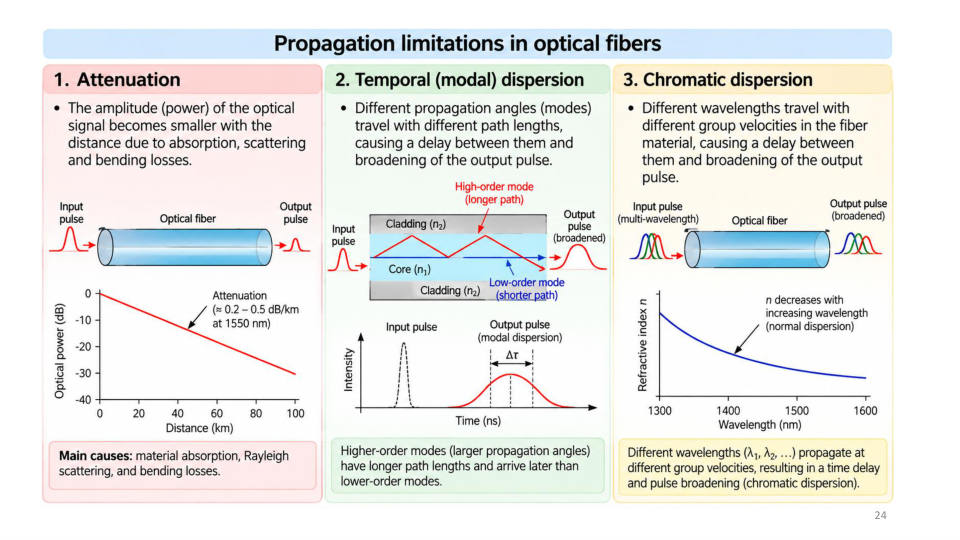 Propagation limitations in optical fibers
1. Attenuation
• The amplitude (power) of the optical
signal becomes smaller with the
distance due to absorption, scattering
and bending losses.
Input
pulse
Optical fiber
Output
pulse
Optical power (dB)
0
-10
-20
-30
-40
Attenuation
(≈ 0.2 – 0.5 dB/km
at 1550 nm)
0 20 40 60 80 100
Distance (km)
Main causes: material absorption, Rayleigh
scattering, and bending losses.
2. Temporal (modal) dispersion
• Different propagation angles (modes)
travel with different path lengths,
causing a delay between them and
broadening of the output pulse.
High-order mode
(longer path)
Input
pulse
Cladding (n₂)
Core (n₁)
Cladding (n₂)
Low-order mode
(shorter path)
Output
pulse
(broadened)
Input pulse
Output pulse
(modal dispersion)
Δτ
Intensity
Time (ns)
Higher-order modes (larger propagation angles)
have longer path lengths and arrive later than
lower-order modes.
3. Chromatic dispersion
• Different wavelengths travel with
different group velocities in the fiber
material, causing a delay between
them and broadening of the output
pulse.
Input pulse
(multi-wavelength)
Optical fiber
Output pulse
(broadened)
Refractive index n
n decreases with
increasing wavelength
(normal dispersion)
1300 1400 1500 1600
Wavelength (nm)
Different wavelengths (λ₁, λ₂, …) propagate at
different group velocities, resulting in a time delay
and pulse broadening (chromatic dispersion).
24